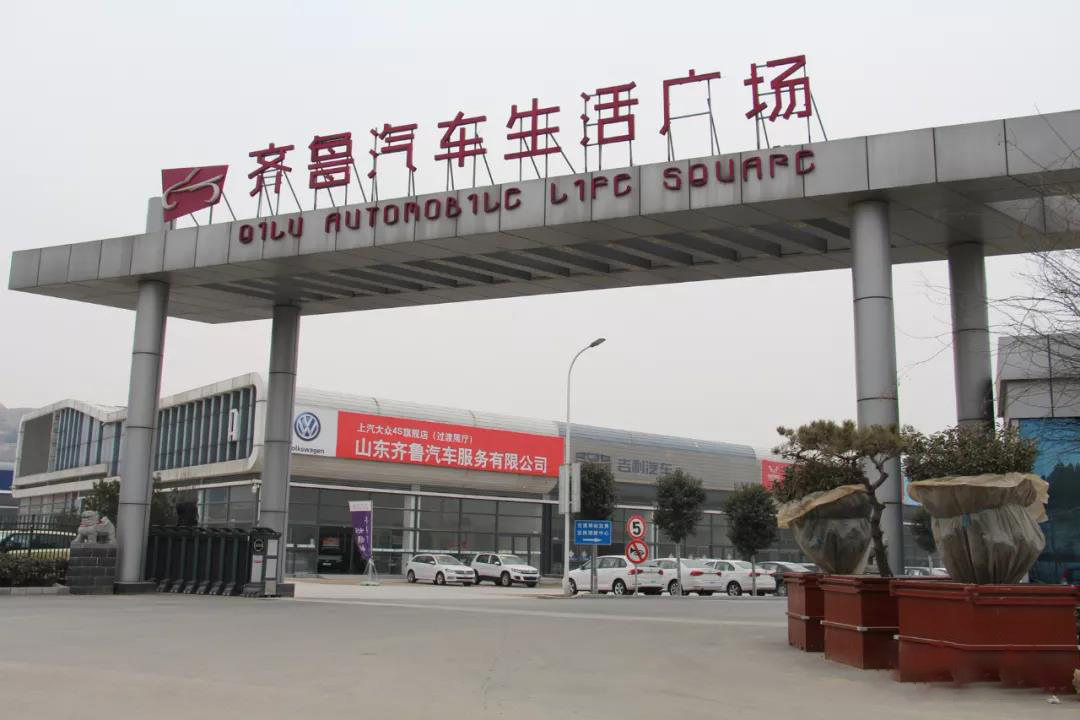 齐鲁汽车生活广场
QILU AUTOMOBILE LIFE SQUARE
Volkswagen
上汽大众4S旗舰店（过渡展厅）
山东齐鲁汽车服务有限公司
吉利汽车
5